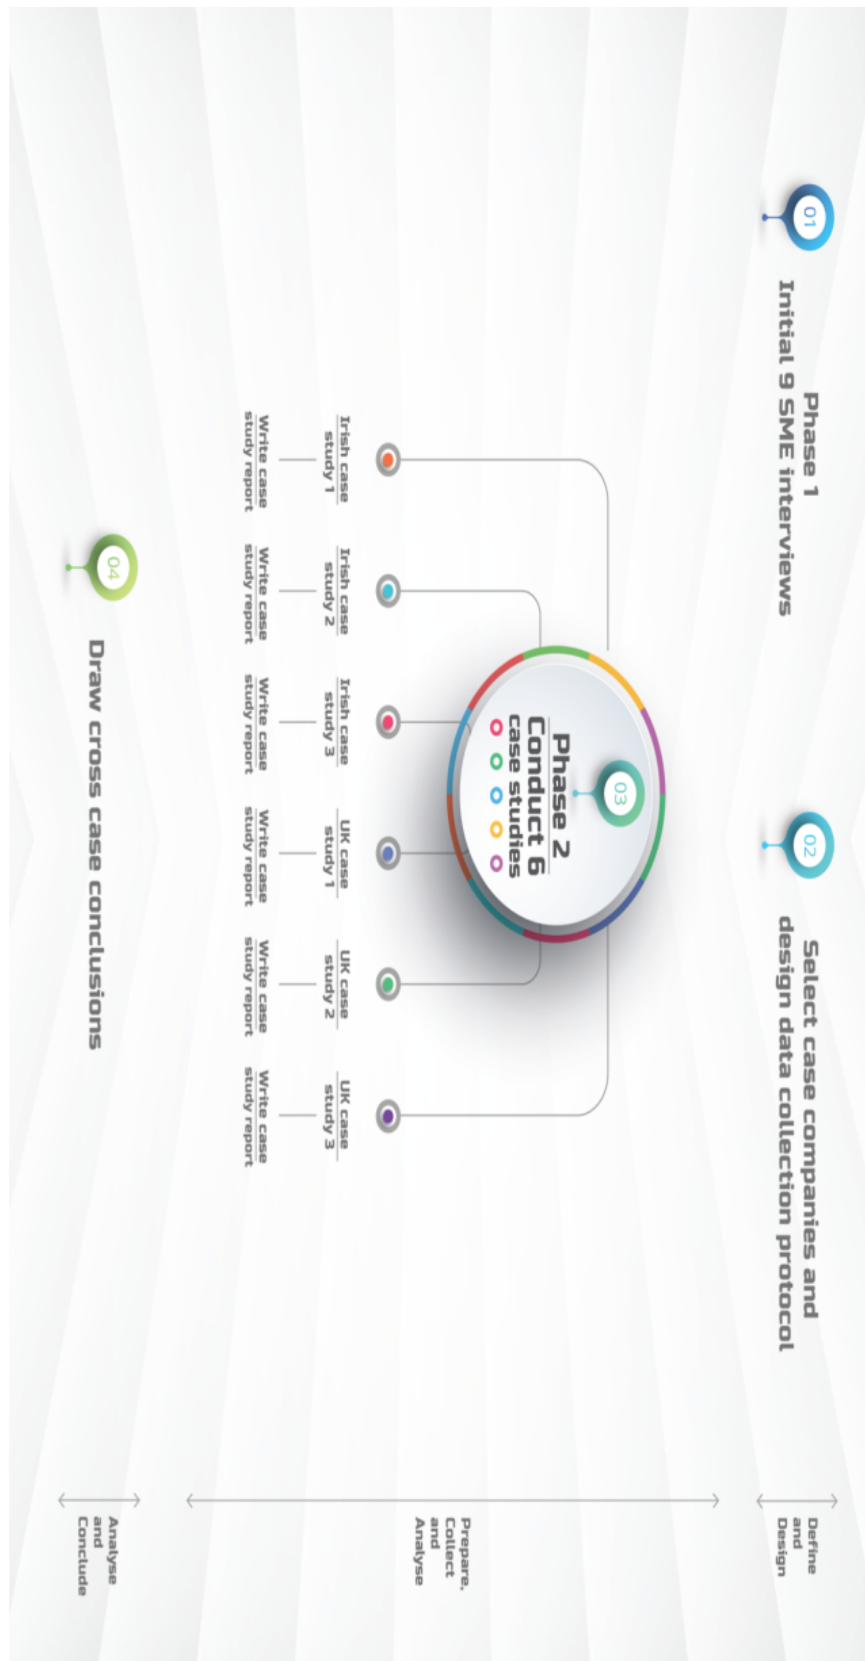 01
Phase 1
Initial 9 SME interviews
02
Select case companies and
design data collection protocol
Define
and
Design
03
Phase 2
Conduct 6
case studies
Prepare,
Collect
and
Analyse
Irish case
study 1
Irish case
study 2
Irish case
study 3
UK case
study 1
UK case
study 2
UK case
study 3
Write case
study report
Write case
study report
Write case
study report
Write case
study report
Write case
study report
Write case
study report
04
Draw cross case conclusions
Analyse
and
Conclude